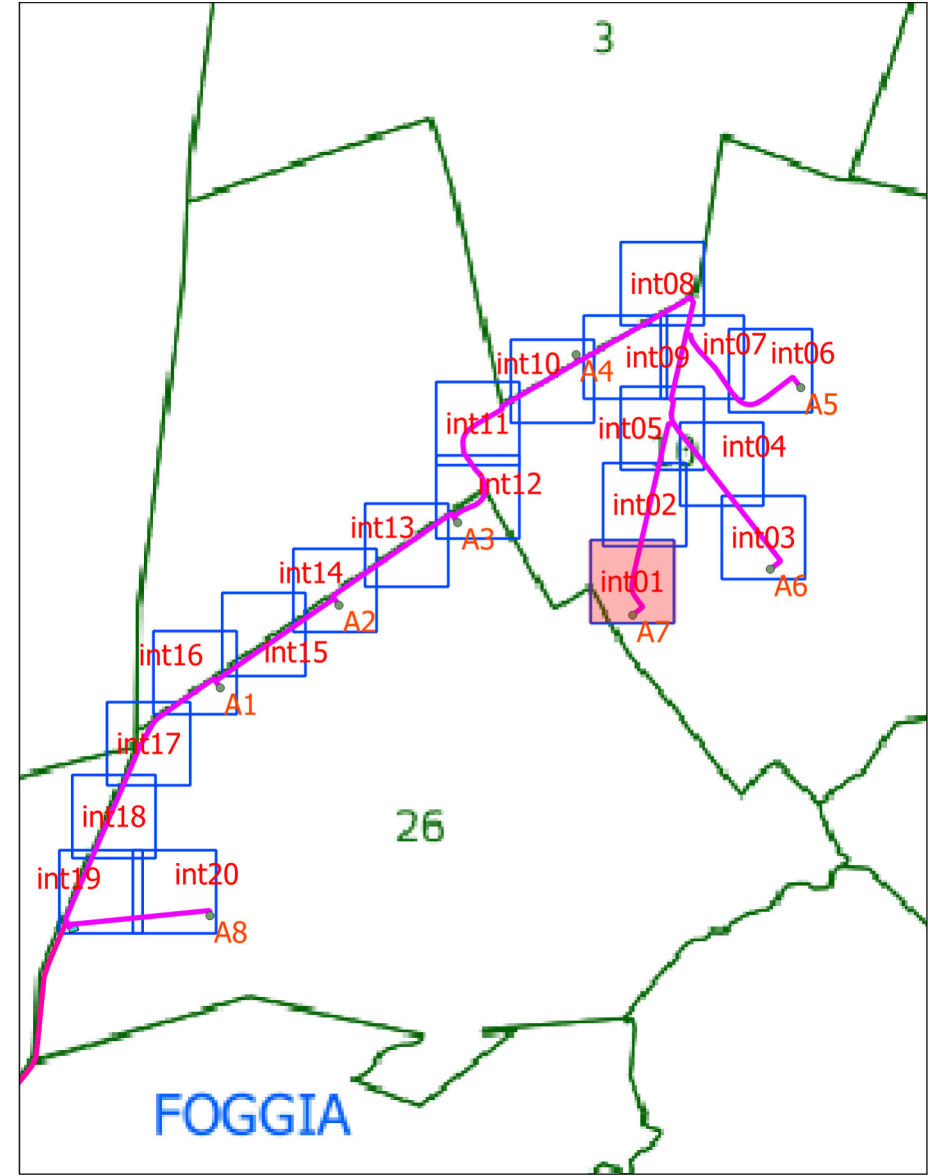 3
int08
int09
int07
int06
int10
A4
A5
int11
int05
int04
int12
int02
int13
A3
int03
int14
int01
A6
A2
A7
int16
int15
A1
int17
int18
26
int19
int20
A8
FOGGIA